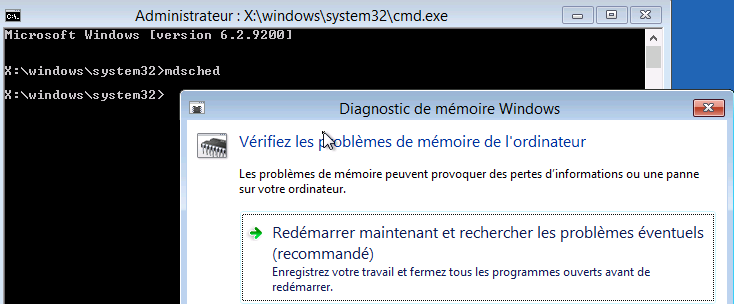 Administrateur : X:\windows\system32\cmd.exe
Microsoft Windows [version 6.2.9200]
X:\windows\system32>mdsched
X:\windows\system32>
Diagnostic de mémoire Windows
Vérifiez les problèmes de mémoire de l'ordinateur
Les problèmes de mémoire peuvent provoquer des pertes d'informations ou une panne
sur votre ordinateur.
Redémarrer maintenant et rechercher les problèmes éventuels
(recommandé)
Enregistrez votre travail et fermez tous les programmes ouverts avant de
redémarrer.